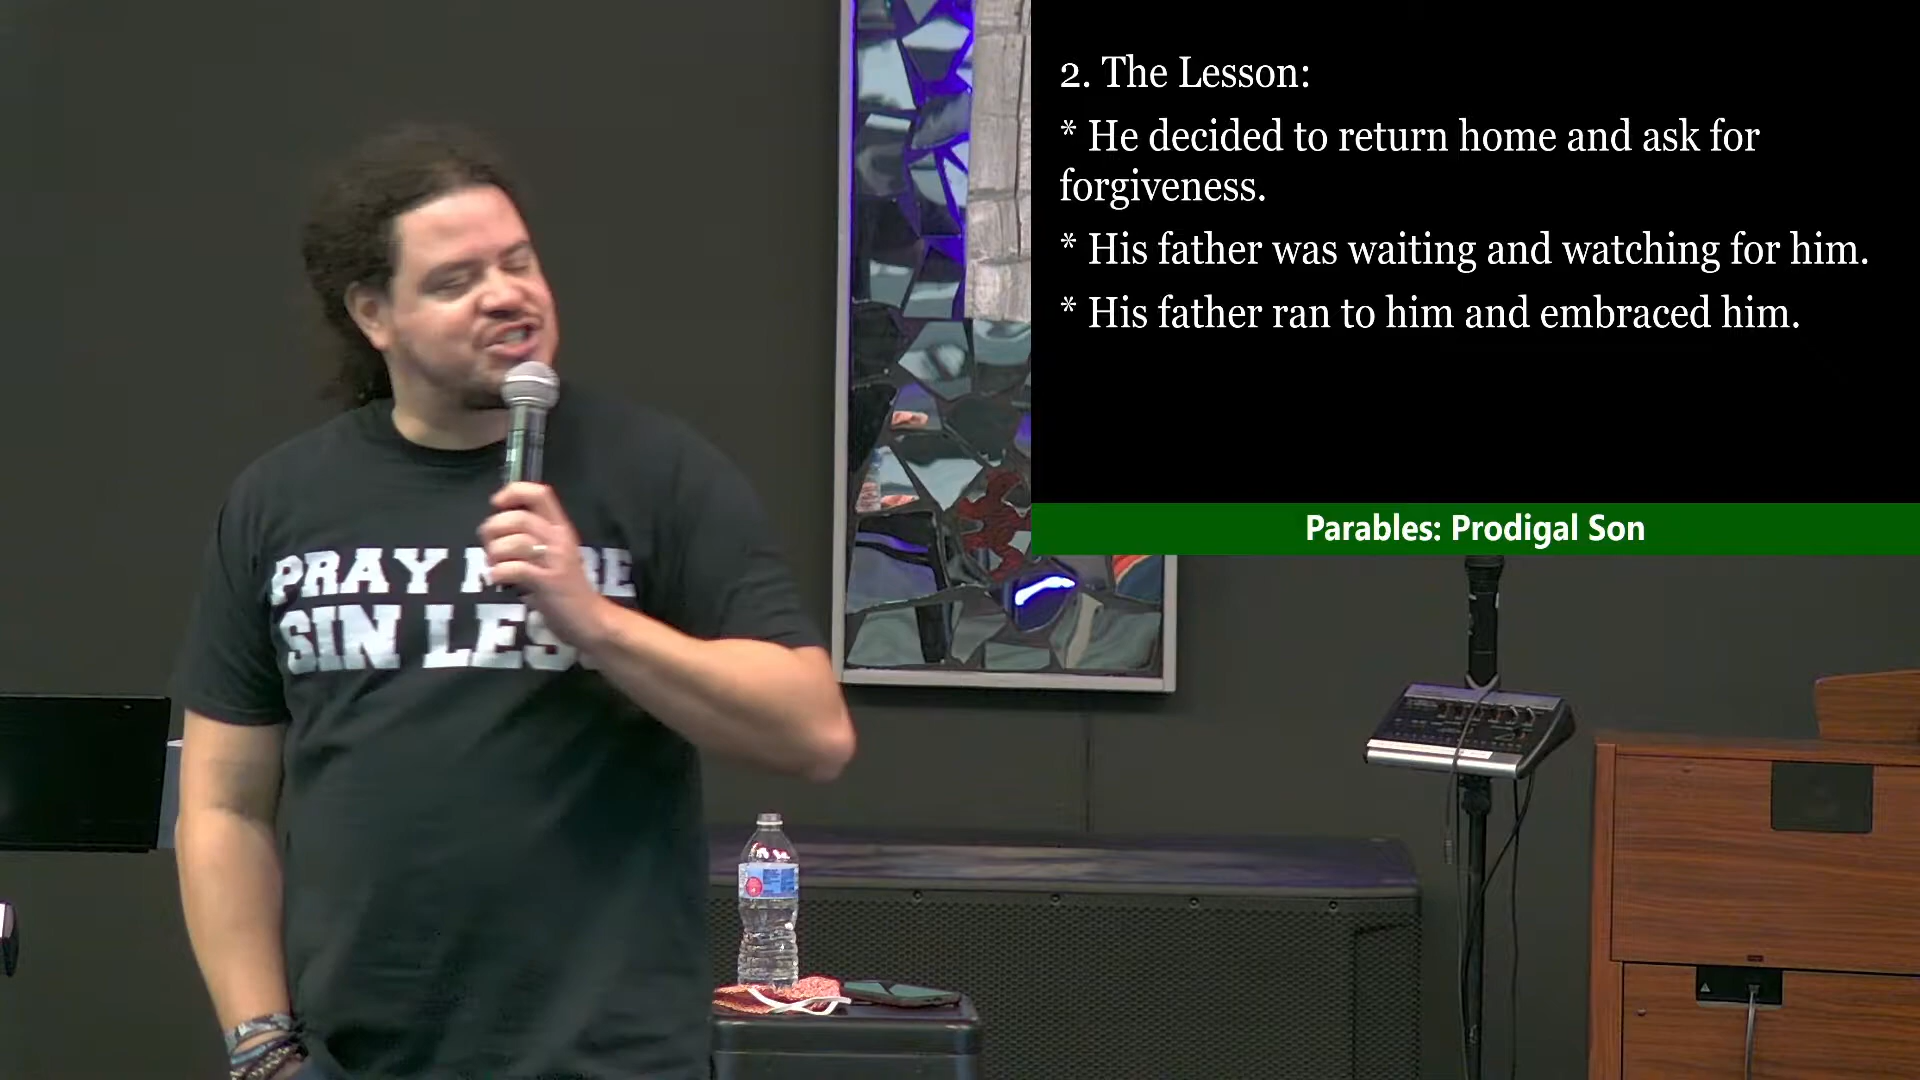 2. The Lesson:
* He decided to return home and ask for
forgiveness.
* His father was waiting and watching for him.
* His father ran to him and embraced him.
Parables: Prodigal Son
PRAY
SIN